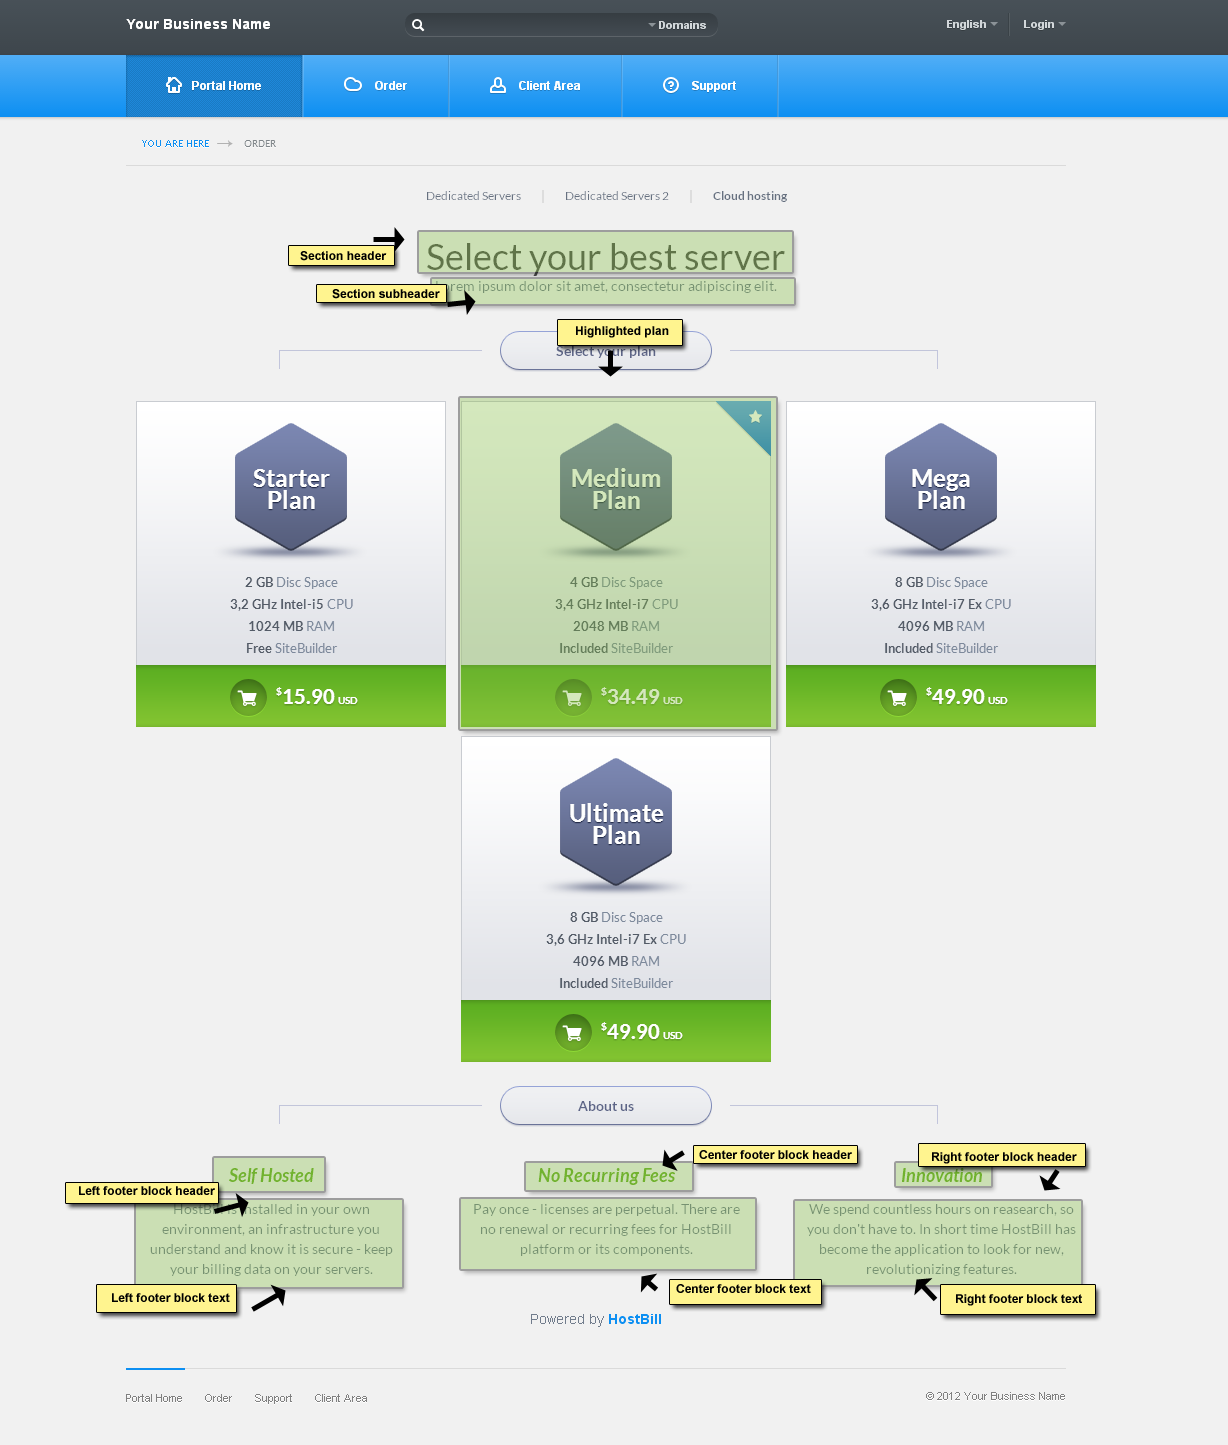 Your Business Name
Domains
English
Login
Portal Home
Order
Client Area
Support
YOU ARE HERE
ORDER
Dedicated Servers
Dedicated Servers 2
Cloud hosting
Section header
Select your best server
Section subheader
ipsum dolor sit amet, consectetur adipiscing elit.
Highlighted plan
Select your plan
Starter
Plan
2 GB Disc Space
3,2 GHz Intel-i5 CPU
1024 MB RAM
Free SiteBuilder
$15.90 USD
Medium
Plan
4 GB Disc Space
3,4 GHz Intel-i7 CPU
2048 MB RAM
Included SiteBuilder
$34.49 USD
Mega
Plan
8 GB Disc Space
3,6 GHz Intel-i7 Ex CPU
4096 MB RAM
Included SiteBuilder
$49.90 USD
Ultimate
Plan
8 GB Disc Space
3,6 GHz Intel-i7 Ex CPU
4096 MB RAM
Included SiteBuilder
$49.90 USD
About us
Self Hosted
Left footer block header
HostBill is installed in your own
environment, an infrastructure you
understand and know it is secure - keep
your billing data on your servers.
Left footer block text
Center footer block header
No Recurring Fees
Pay once - licenses are perpetual. There are
no renewal or recurring fees for HostBill
platform or its components.
Center footer block text
Right footer block header
Innovation
We spend countless hours on reasearch, so
you don't have to. In short time HostBill has
become the application to look for new,
revolutionizing features.
Right footer block text
Powered by HostBill
Portal Home
Order
Support
Client Area
© 2012 Your Business Name